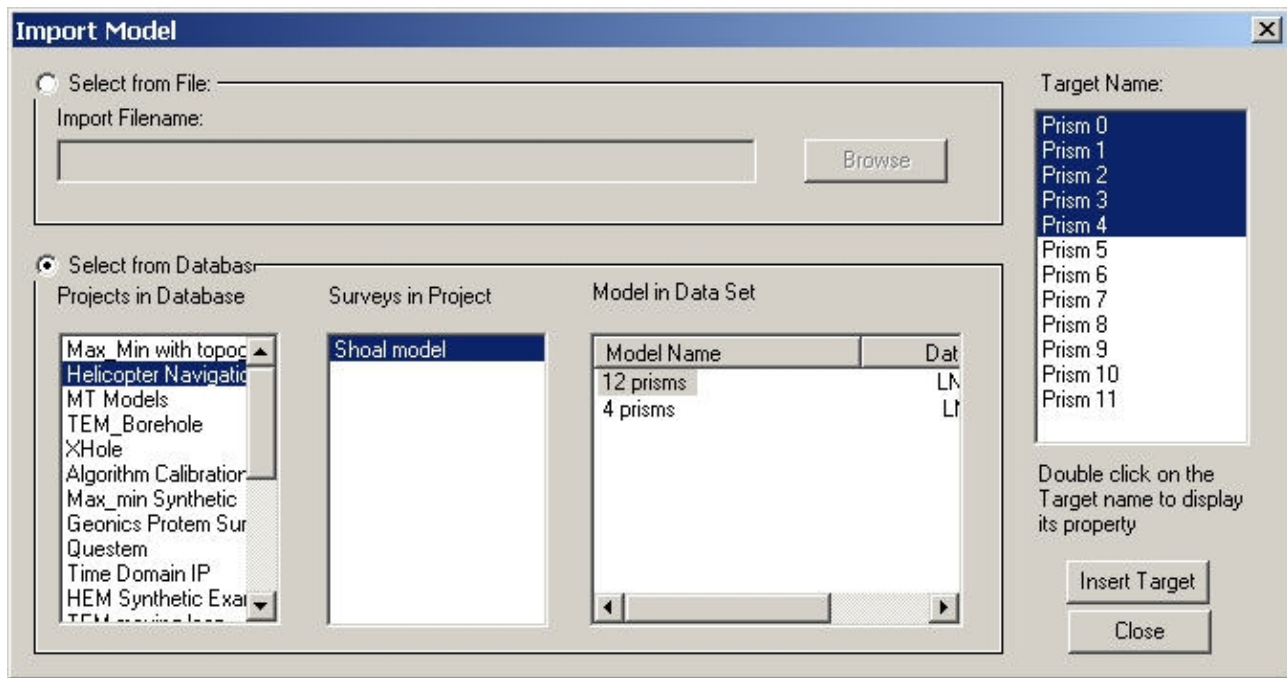 Import Model
Select from File:
Import Filename:
Browse
Target Name:
Prism 0
Prism 1
Prism 2
Prism 3
Prism 4
Prism 5
Prism 6
Prism 7
Prism 8
Prism 9
Prism 10
Prism 11
Double click on the
Target name to display
its property
Insert Target
Close
Select from Databas
Projects in Database
Max_Min with topog
Helicopter Navigatio
MT Models
TEM_Borehole
XHole
Algorithm Calibration
Max_min Synthetic
Geonics Protem Sur
Questem
Time Domain IP
HEM Synthetic Exa
Surveys in Project
Shoal model
Model in Data Set
Model Name Dat
12 prisms
4 prisms